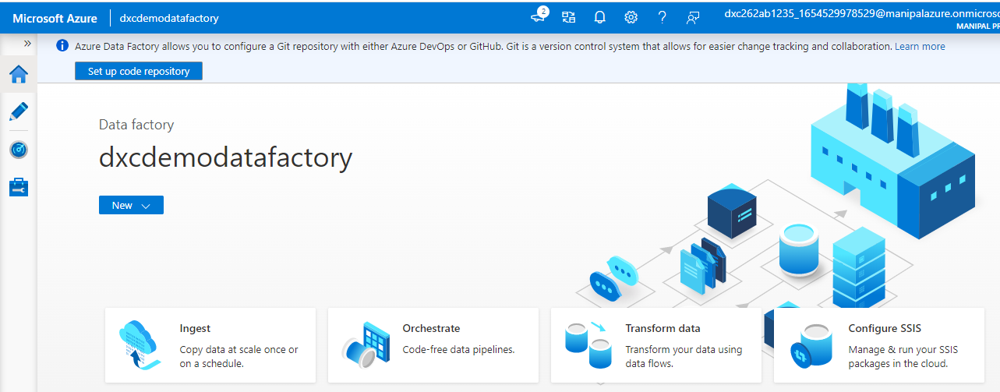 Microsoft Azure
dxcdemodatafactory
2
dxc262ab1235_1654529978529@manipalazure.onmicroso
MANIPAL PR
Azure Data Factory allows you to configure a Git repository with either Azure DevOps or GitHub. Git is a version control system that allows for easier change tracking and collaboration. Learn more
Set up code repository
Data factory
dxcdemodatafactory
New
Ingest
Copy data at scale once or
on a schedule.
Orchestrate
Code-free data pipelines.
Transform data
Transform your data using
data flows.
Configure SSIS
Manage & run your SSIS
packages in the cloud.